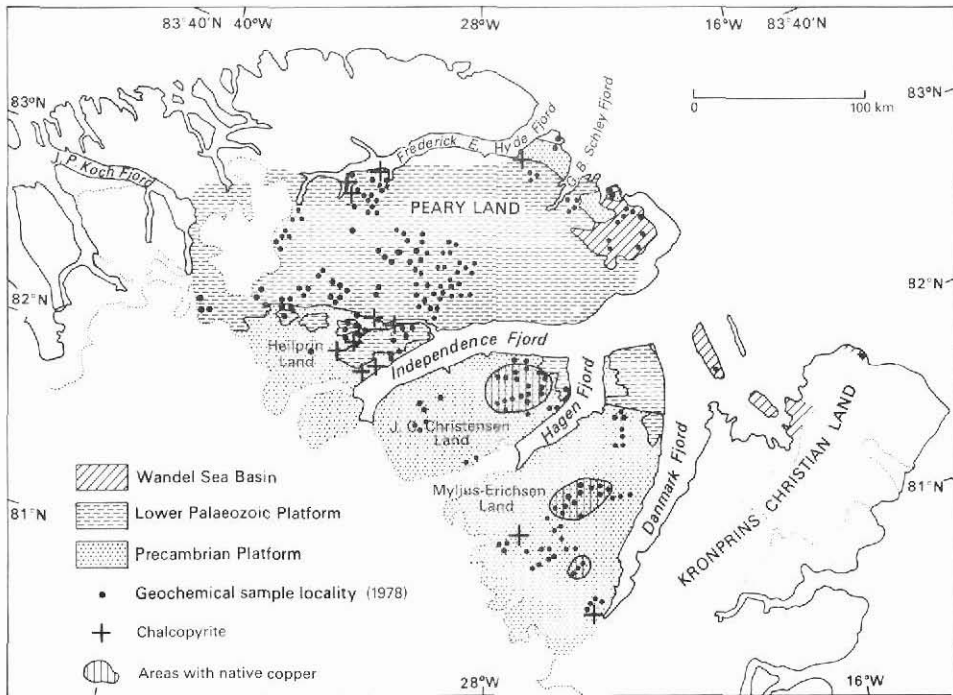 83°40'N
40°W
28°W
16°W
83°40'N
83°N
83°N
0
100 km
J. P. Koch Fjord
Frederick E. Hyde Fjord
G. B. Schley Fjord
PEARY LAND
82°N
82°N
Heilprin
Land
Independence Fjord
J. C. Christensen
Land
Hagen Fjord
Danmark Fjord
Mylius-Erichsen
Land
KRONPRINS CHRISTIAN LAND
81°N
81°N
Wandel Sea Basin
Lower Palaeozoic Platform
Precambrian Platform
Geochemical sample locality (1978)
Chalcopyrite
Areas with native copper
28°W
16°W